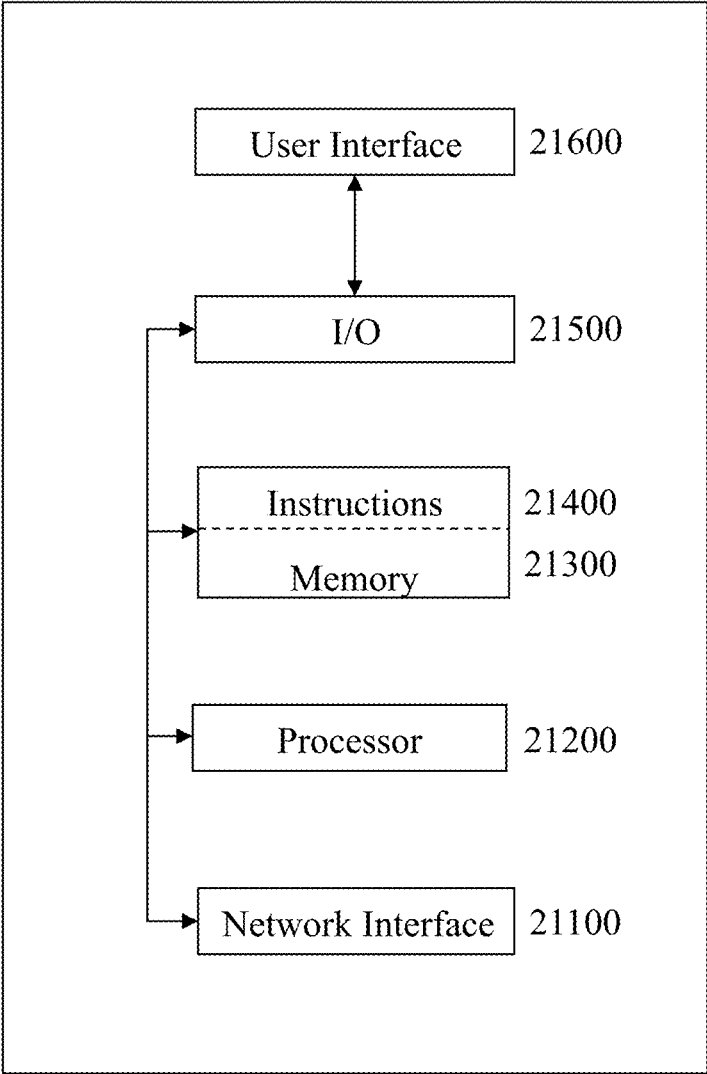 User Interface 21600
I/O 21500
Instructions 21400
Memory 21300
Processor 21200
Network Interface 21100